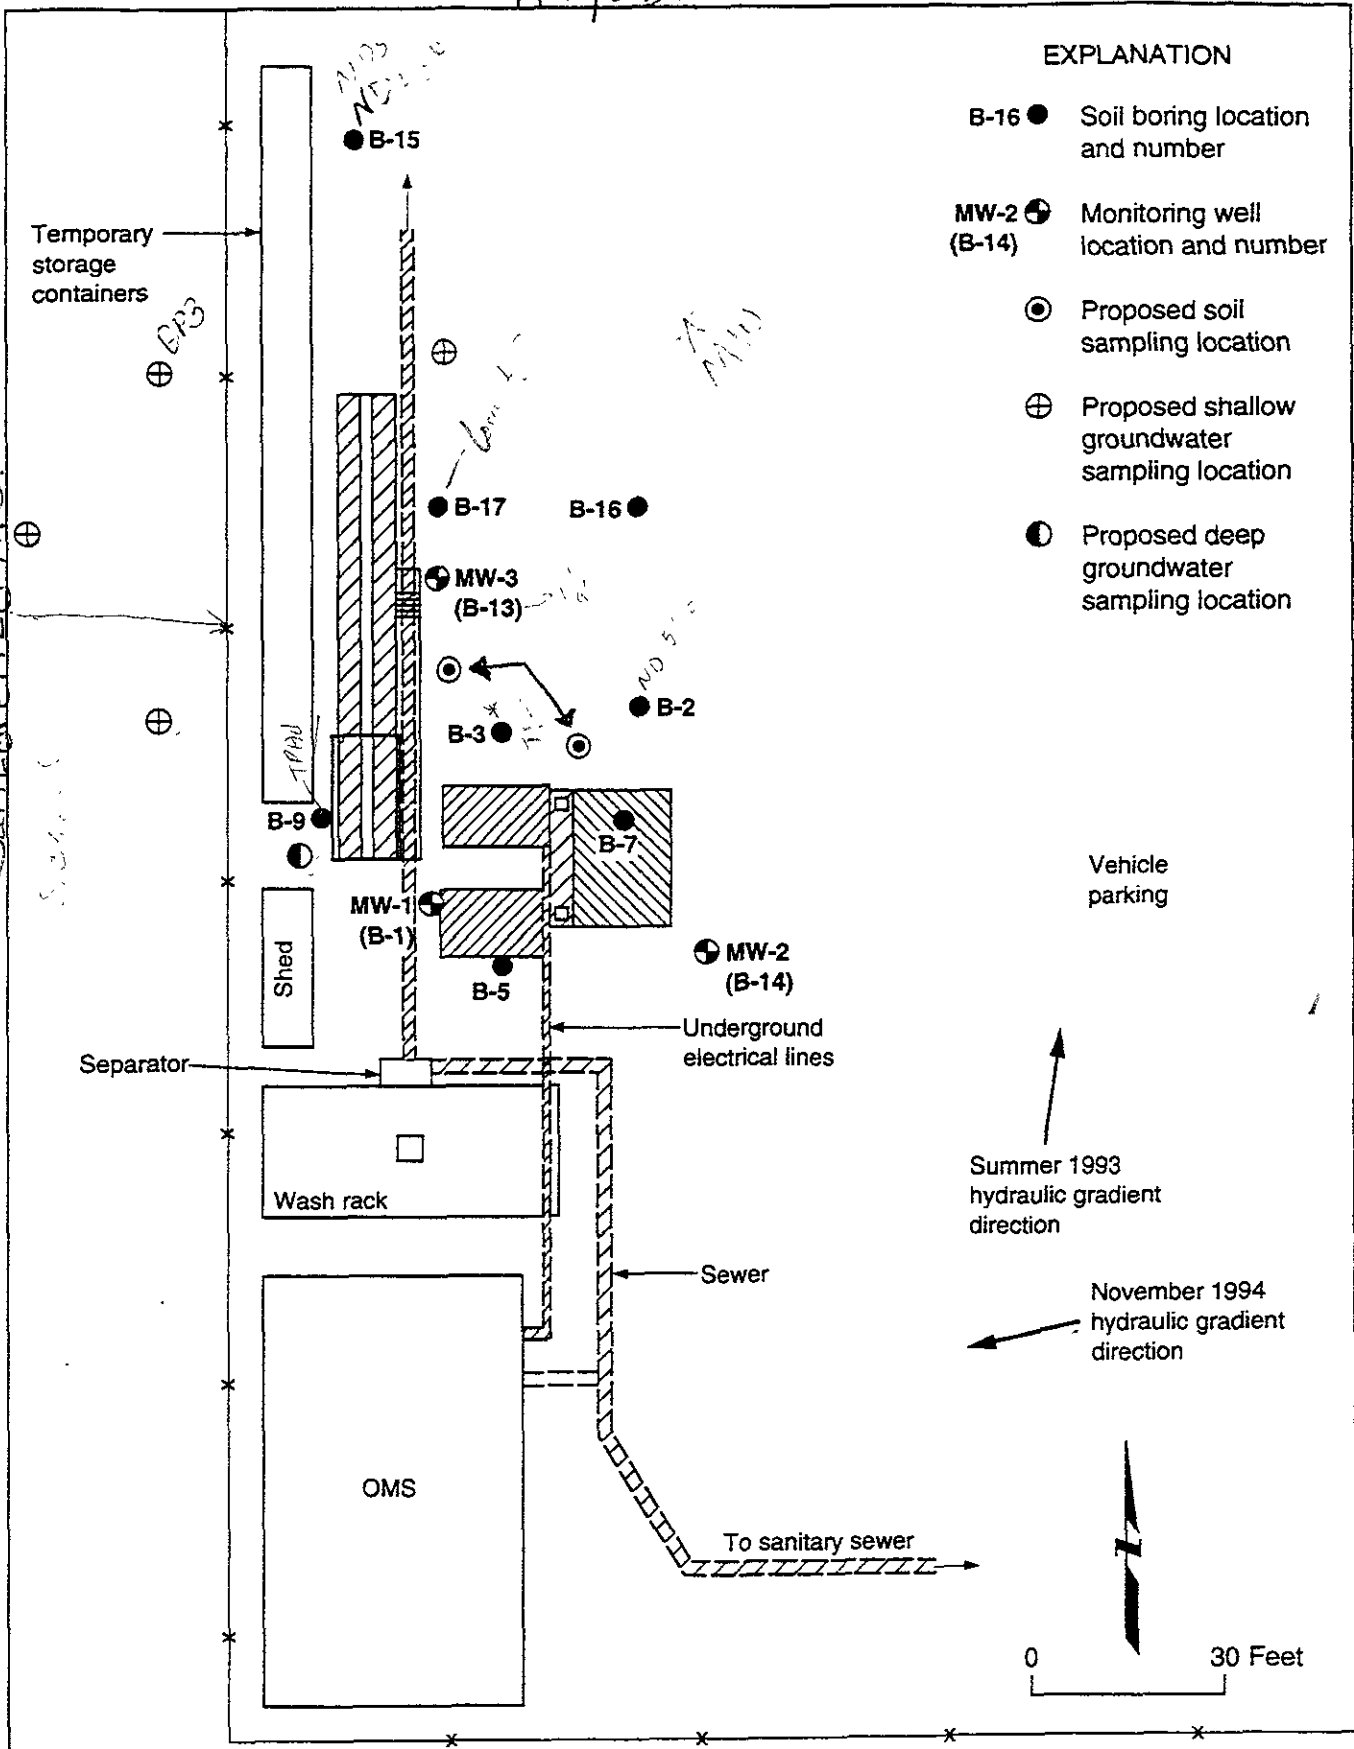 EXPLANATION
B-16 Soil boring location
and number
MW-2 Monitoring well
(B-14) location and number
Proposed soil
sampling location
Proposed shallow
groundwater
sampling location
Proposed deep
groundwater
sampling location
B-15
Temporary
storage
containers
B-17
B-16
MW-3
(B-13)
B-2
B-3
B-9
B-7
MW-1
(B-1)
MW-2
(B-14)
B-5
Shed
Vehicle
parking
Underground
electrical lines
Separator
Wash rack
Summer 1993
hydraulic gradient
direction
Sewer
November 1994
hydraulic gradient
direction
OMS
To sanitary sewer
0 30 Feet